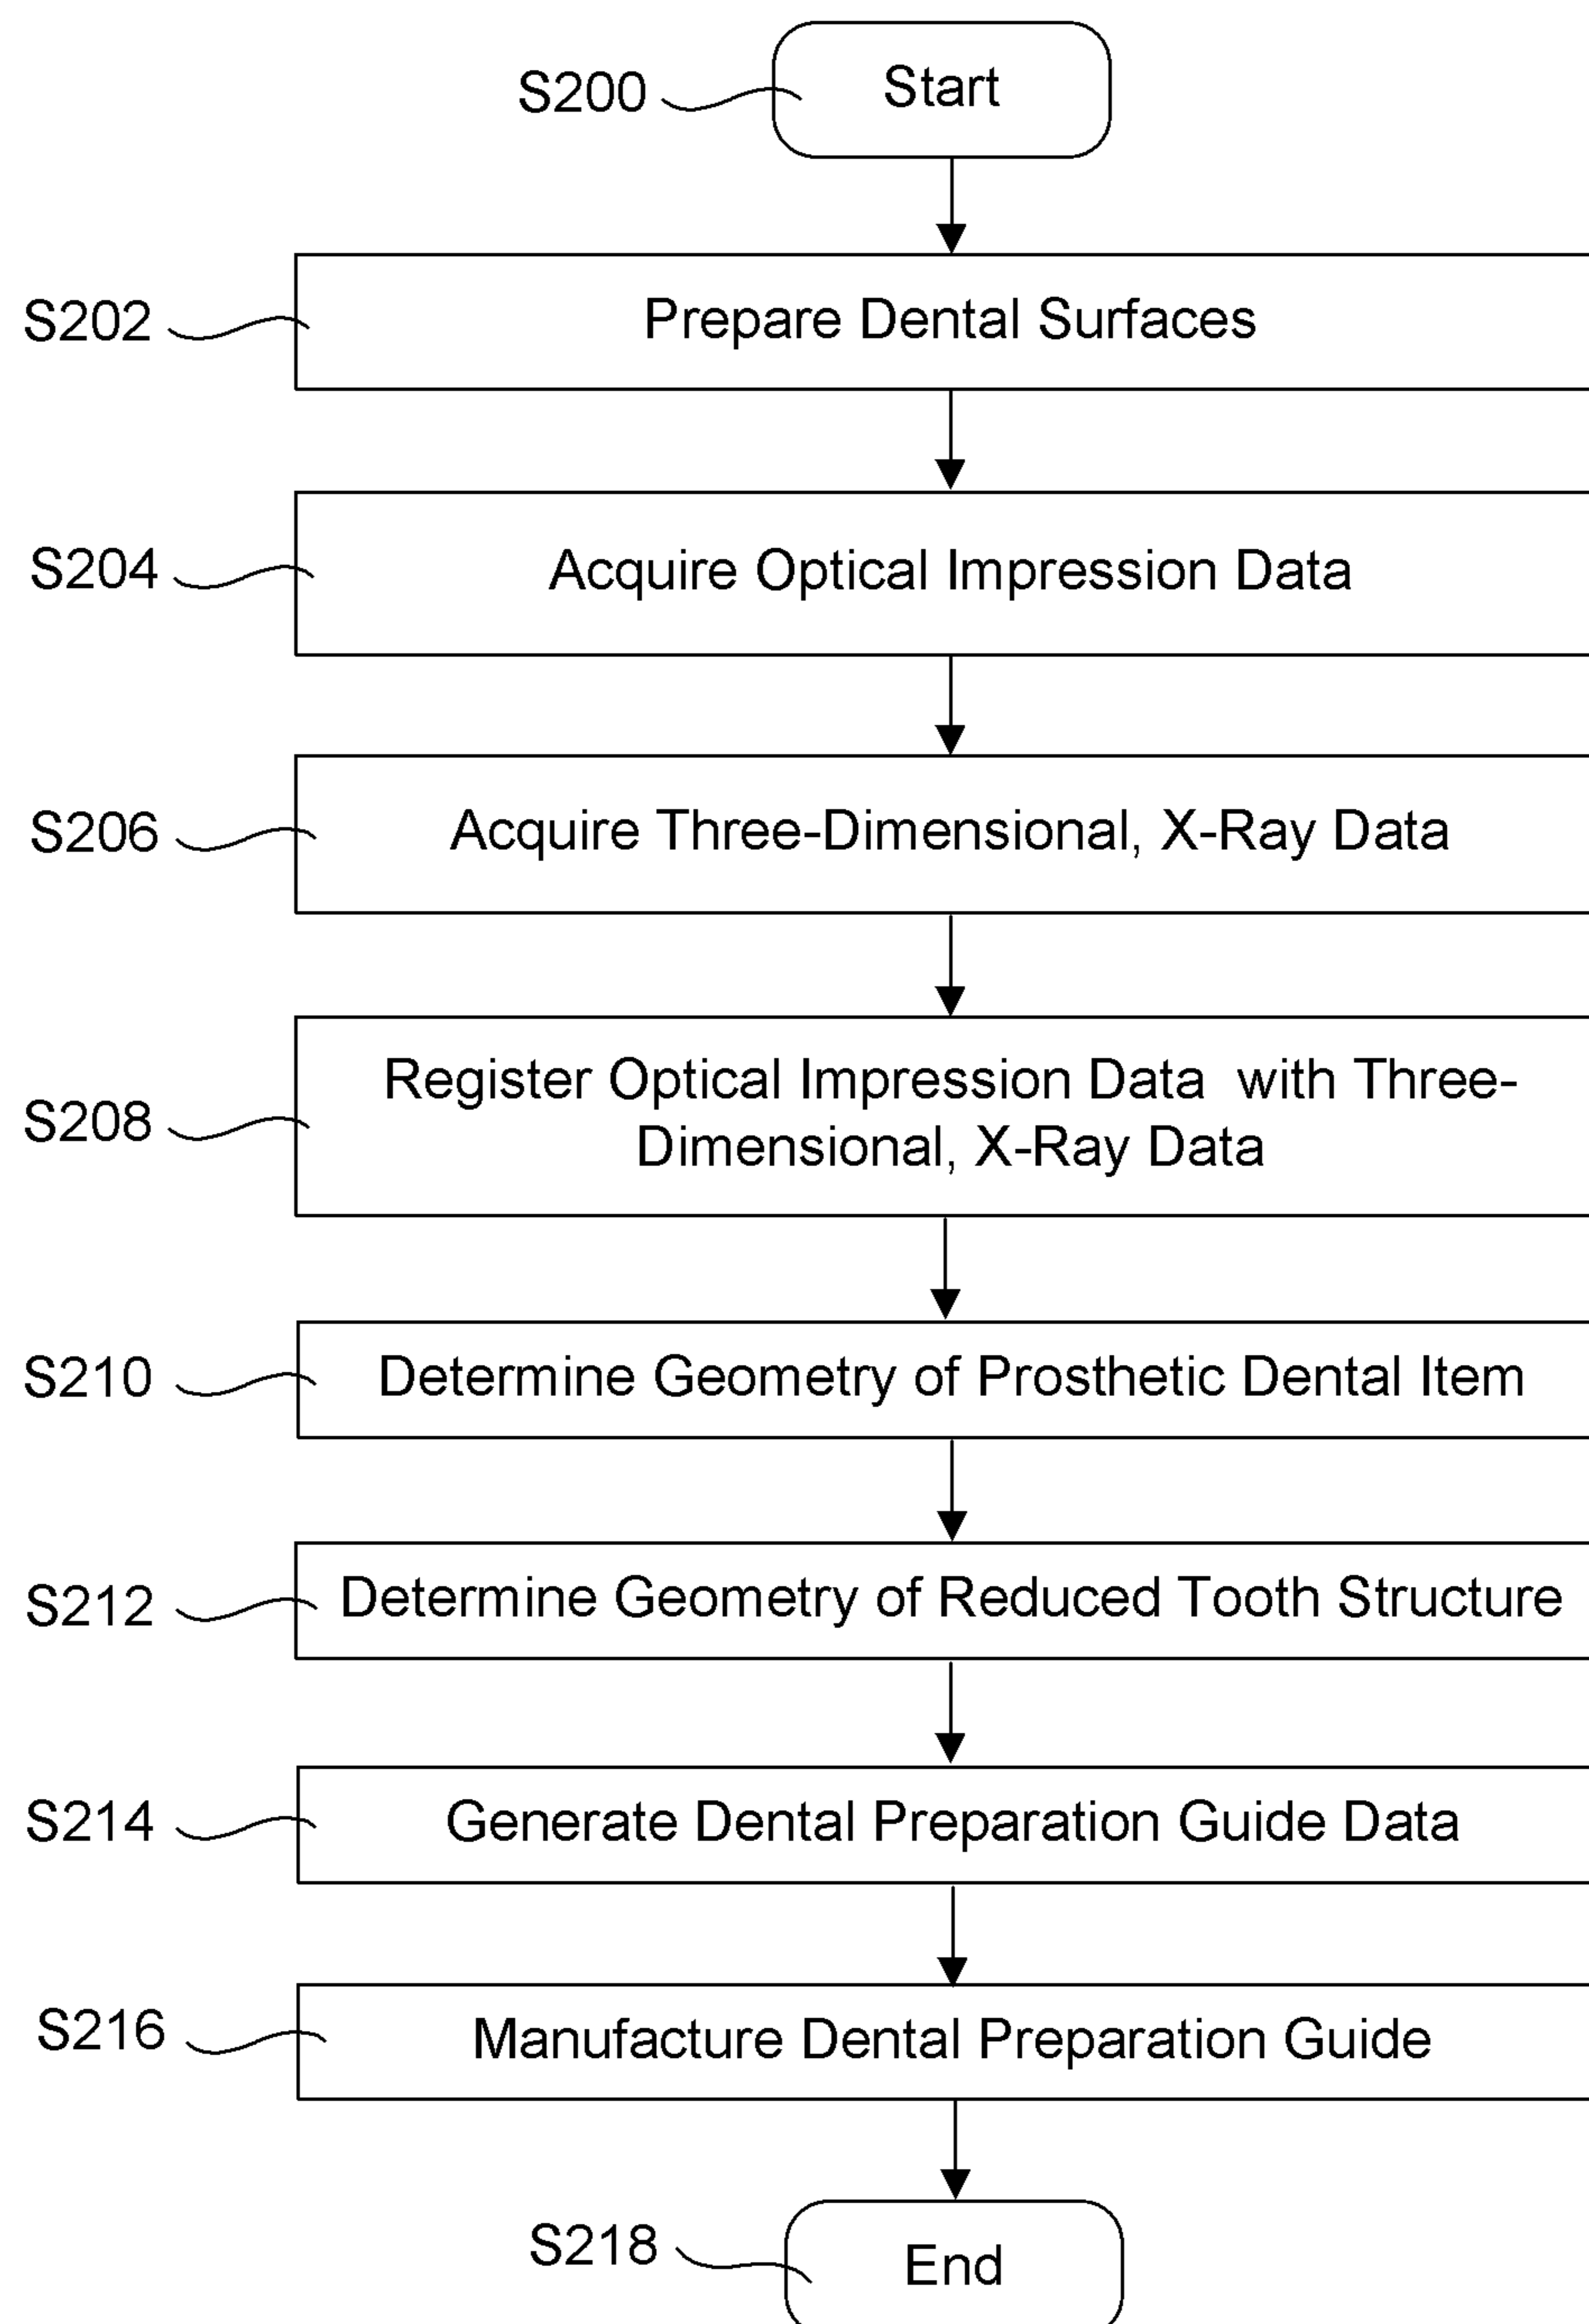 S200 Start
S202 Prepare Dental Surfaces
S204 Acquire Optical Impression Data
S206 Acquire Three-Dimensional, X-Ray Data
S208 Register Optical Impression Data with Three-
Dimensional, X-Ray Data
S210 Determine Geometry of Prosthetic Dental Item
S212 Determine Geometry of Reduced Tooth Structure
S214 Generate Dental Preparation Guide Data
S216 Manufacture Dental Preparation Guide
S218 End